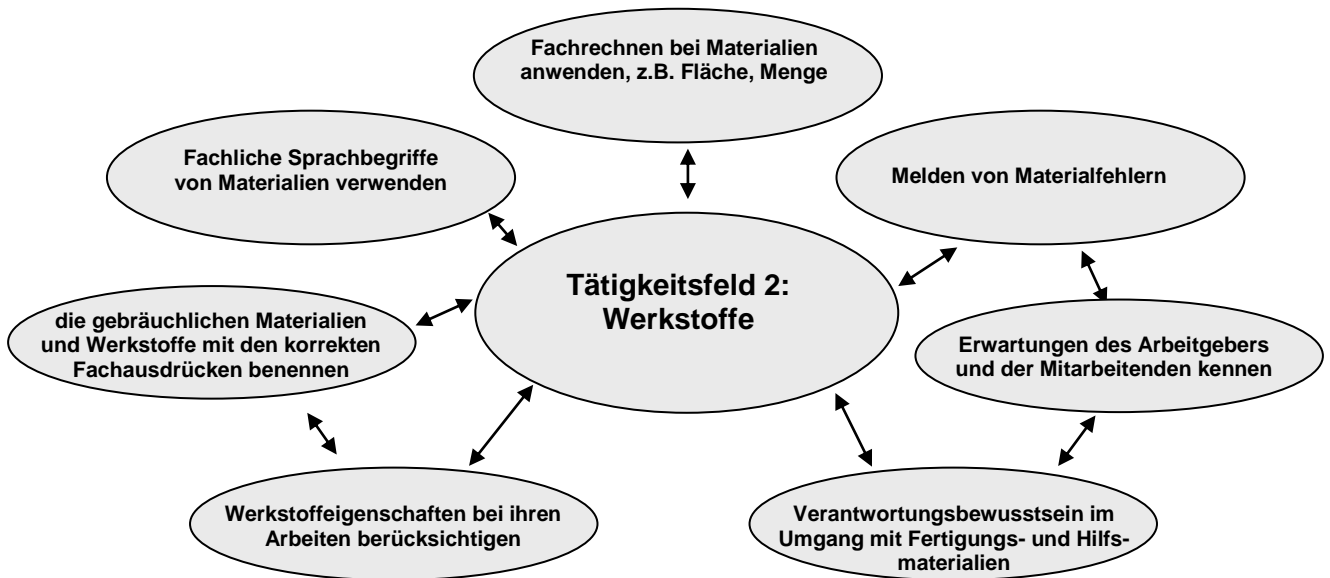 Fachrechnen bei Materialien
anwenden, z.B. Fläche, Menge
Fachliche Sprachbegriffe
von Materialien verwenden
Melden von Materialfehlern
Tätigkeitsfeld 2:
Werkstoffe
die gebräuchlichen Materialien
und Werkstoffe mit den korrekten
Fachausdrücken benennen
Erwartungen des Arbeitgebers
und der Mitarbeitenden kennen
Werkstoffeigenschaften bei ihren
Arbeiten berücksichtigen
Verantwortungsbewusstsein im
Umgang mit Fertigungs- und Hilfs-
materialien